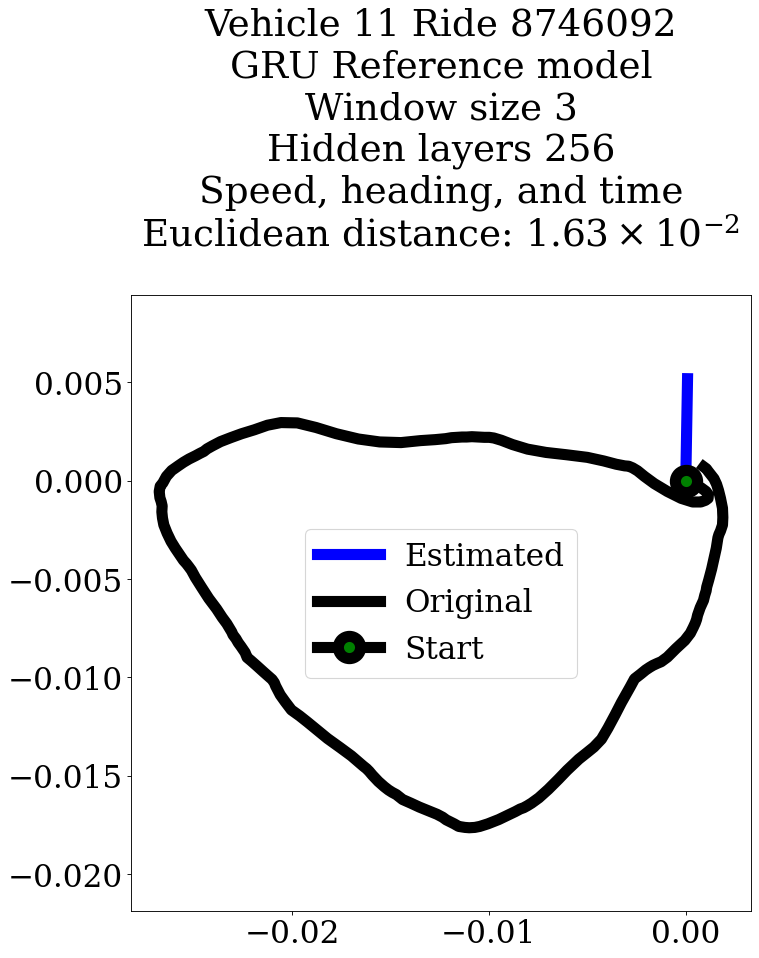 Vehicle 11 Ride 8746092
GRU Reference model
Window size 3
Hidden layers 256
Speed, heading, and time
Euclidean distance: 1.63 × 10⁻²
0.005
0.000
−0.005
−0.010
−0.015
−0.020
Estimated
Original
Start
−0.02
−0.01
0.00